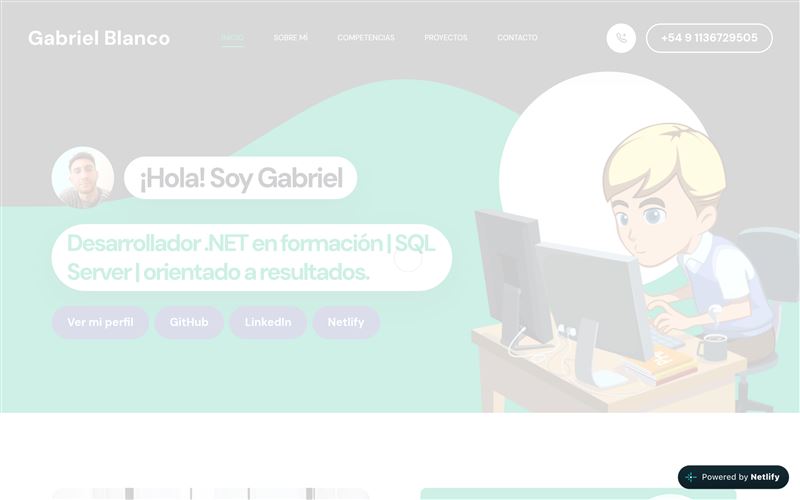 Gabriel Blanco
INICIO
SOBRE MÍ
COMPETENCIAS
PROYECTOS
CONTACTO
+54 9 1136729505
¡Hola! Soy Gabriel
Desarrollador .NET en formación | SQL
Server | orientado a resultados.
Ver mi perfil
GitHub
LinkedIn
Netlify
Powered by Netlify